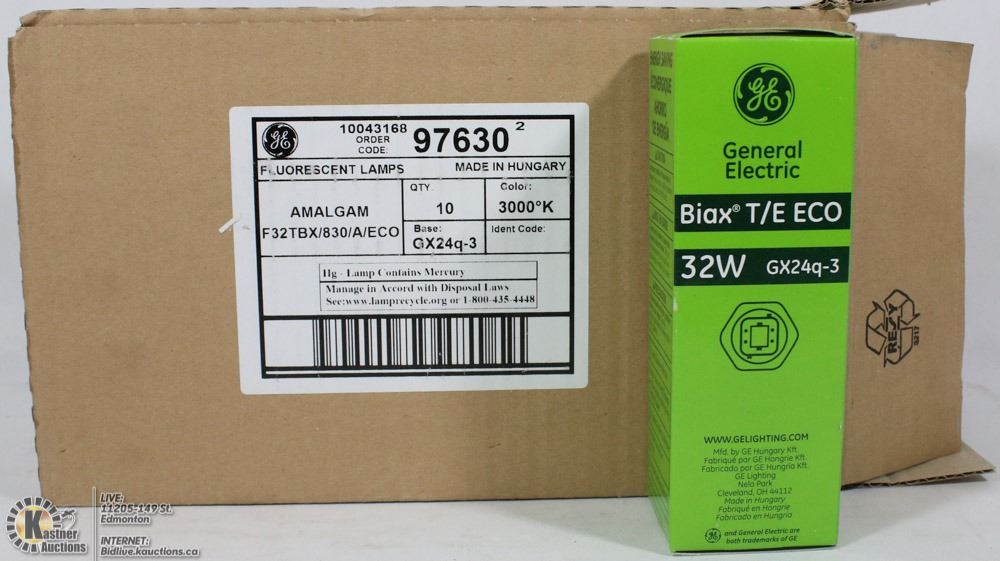 GE
10043168
ORDER
CODE:
97630 2
FLUORESCENT LAMPS MADE IN HUNGARY
AMALGAM
F32TBX/830/A/ECO
QTY.
10
Color:
3000°K
Base:
GX24q-3
Ident Code:
Hg - Lamp Contains Mercury
Manage in Accord with Disposal Laws
See:www.lamprecycle.org or 1-800-435-4448
GE
General
Electric
Biax® T/E ECO
32W GX24q-3
WWW.GELIGHTING.COM
Mfd. by GE Hungary Kft.
Fabriqué par GE Hongrie Kft.
Fabricado por GE Hungría Kft.
GE Lighting
Nela Park
Cleveland, OH 44112
Made in Hungary
Fabriqué en Hongrie
Fabricado en Hungría
GE and General Electric are
both trademarks of GE
RESY
Kastner
Auctions
LIVE:
11205-149 St.
Edmonton
INTERNET:
Bidlive.kauctions.ca